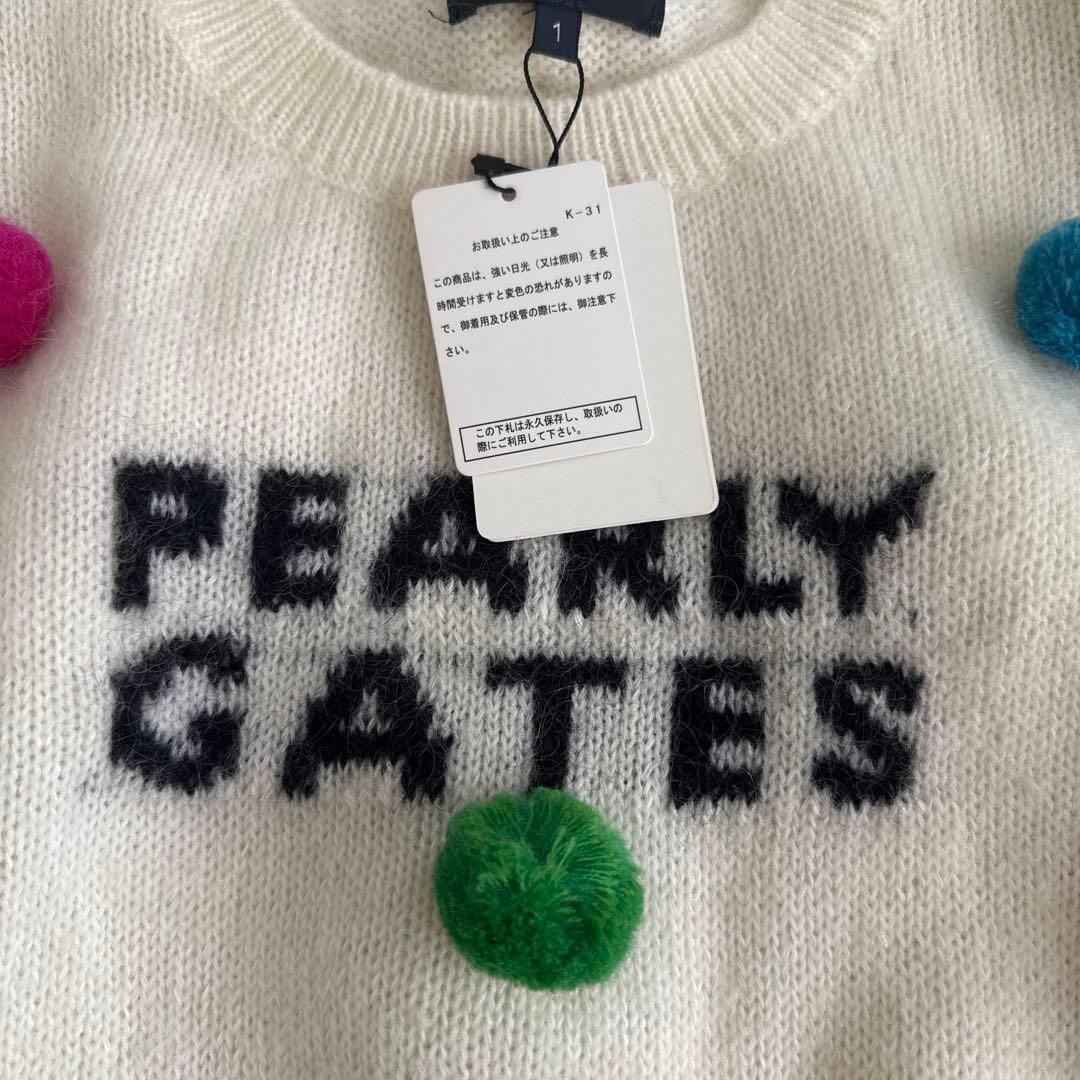 1
K-31
お取扱い上のご注意
この商品は、強い日光（又は照明）を長
時間受けますと変色の恐れがありますの
で、御着用及び保管の際には、御注意下
さい。
この下札は永久保存し、取扱いの
際にご利用して下さい。
PEARLY
GATES